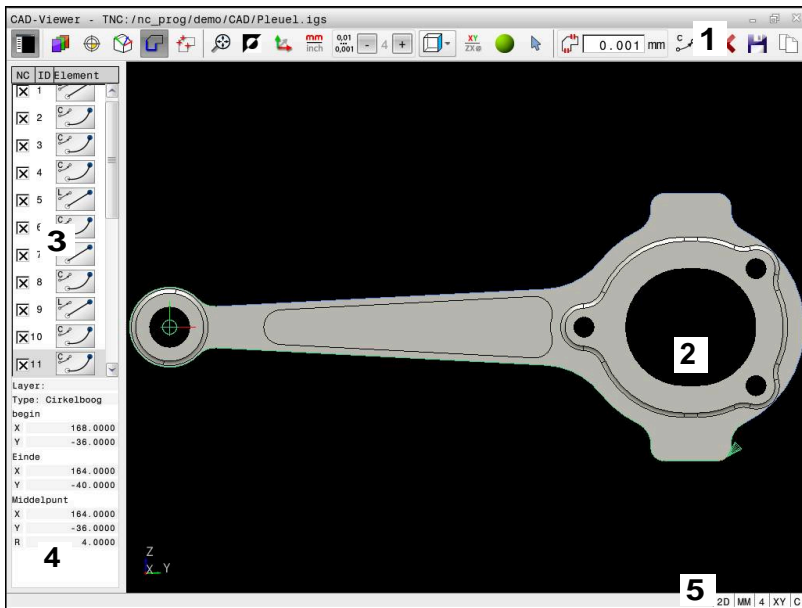 CAD-Viewer - TNC:/nc_prog/demo/CAD/Pleuel.igs
mm
inch
0,01
0,001
- 4 +
XY
ZX
0.001 mm
C
1
NC ID Element
1
2 C
3 C
4 C
5 L
6 C
7
8 C
9 L
10 C
11 C
3
2
Layer:
Type: Cirkelboog
begin
X 168.0000
Y -36.0000
Einde
X 164.0000
Y -40.0000
Middelpunt
X 164.0000
Y -36.0000
R 4.0000
4
Z
X Y
5
2D MM 4 XY C